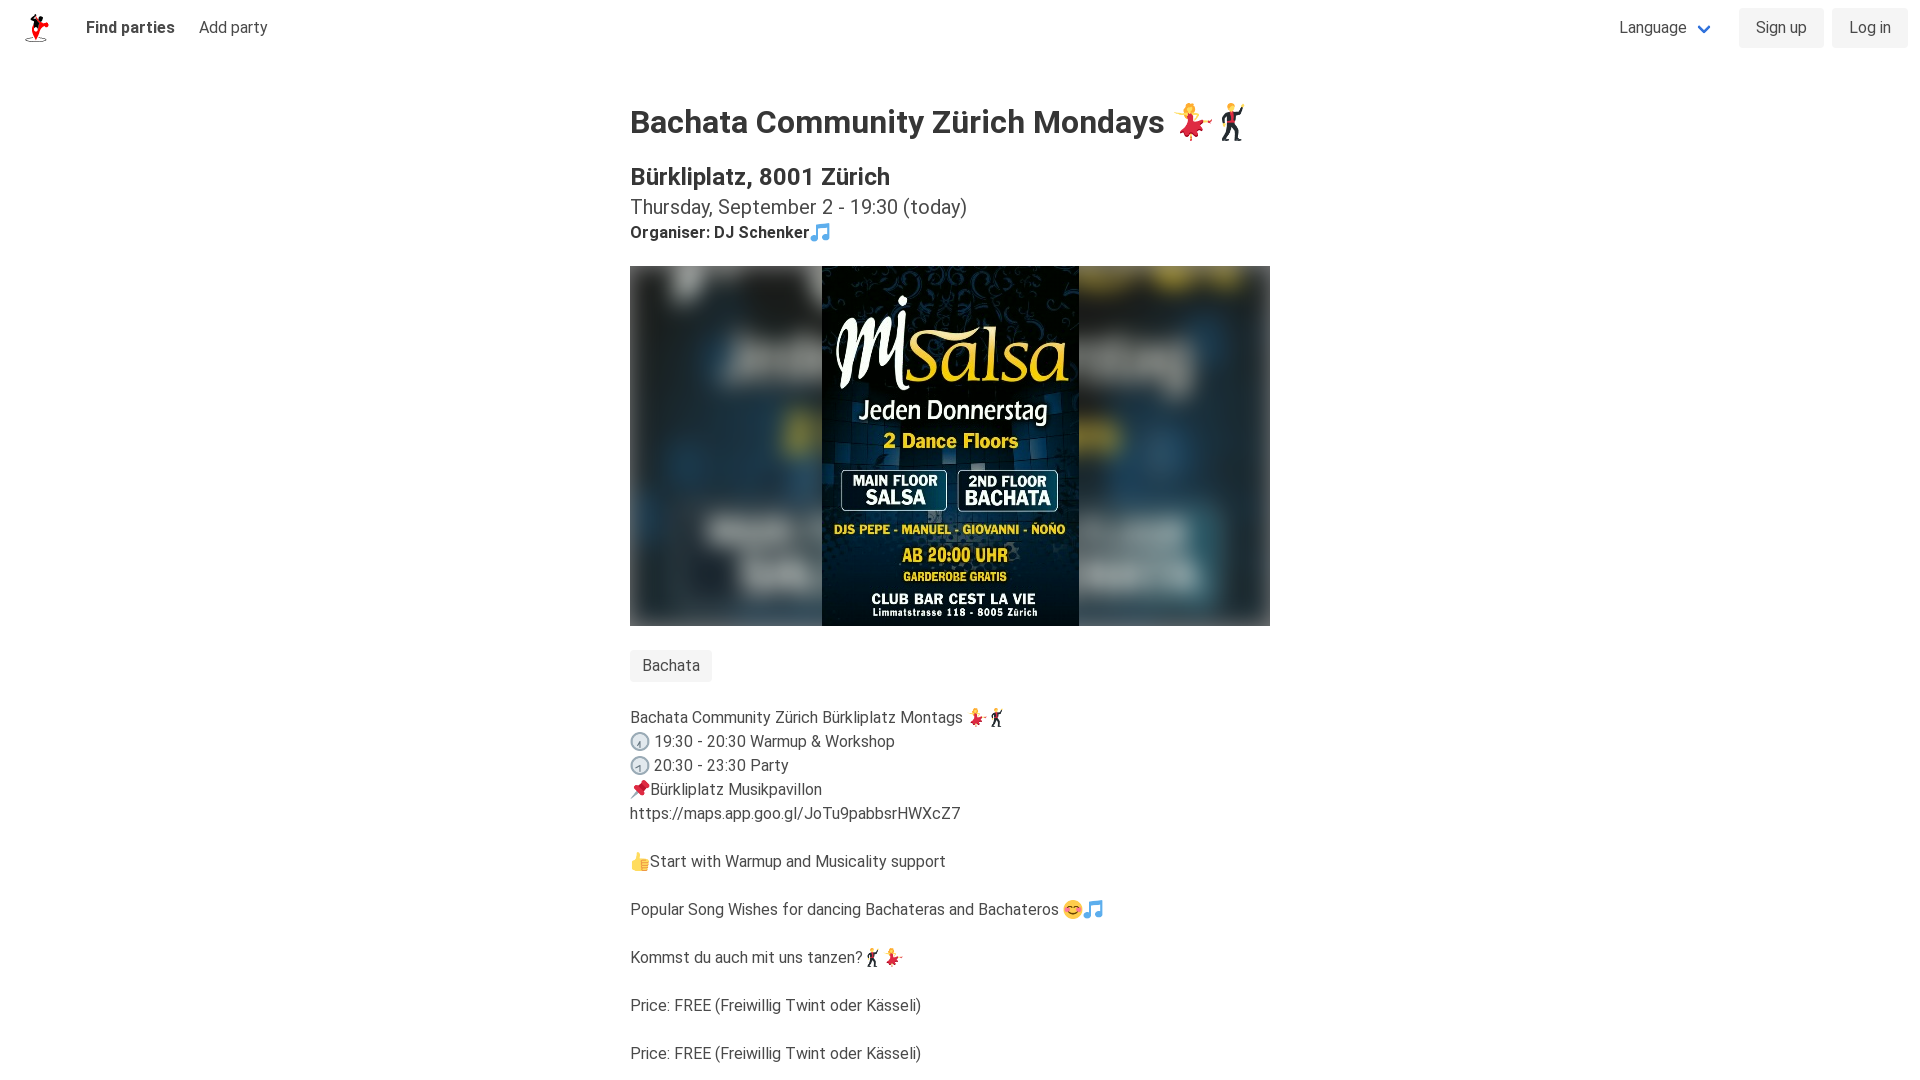 Find parties
Add party
Language
Sign up
Log in
Bachata Community Zürich Mondays 💃🕺
Bürkliplatz, 8001 Zürich
Thursday, September 2 - 19:30 (today)
Organiser: DJ Schenker🎵
mi Salsa
Jeden Donnerstag
2 Dance Floors
MAIN FLOOR
SALSA
2ND FLOOR
BACHATA
DJS PEPE - MANUEL - GIOVANNI - ÑOÑO
AB 20:00 UHR
GARDEROBE GRATIS
CLUB BAR CEST LA VIE
Limmatstrasse 118 - 8005 Zürich
Bachata
Bachata Community Zürich Bürkliplatz Montags 💃🕺
🕢 19:30 - 20:30 Warmup & Workshop
🕣 20:30 - 23:30 Party
📌Bürkliplatz Musikpavillon
https://maps.app.goo.gl/JoTu9pabbsrHWXcZ7
👍Start with Warmup and Musicality support
Popular Song Wishes for dancing Bachateras and Bachateros 😊🎵
Kommst du auch mit uns tanzen?🕺💃
Price: FREE (Freiwillig Twint oder Kässeli)
Price: FREE (Freiwillig Twint oder Kässeli)